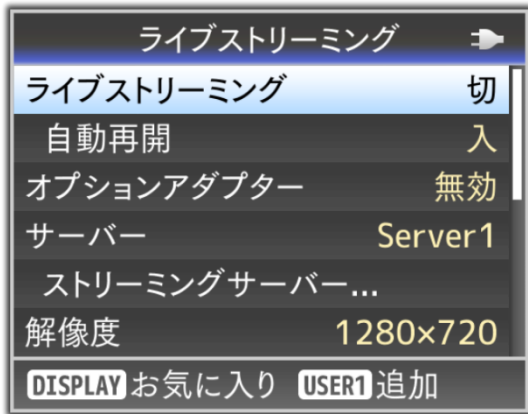 ライブストリーミング
ライブストリーミング 切
自動再開 入
オプションアダプター 無効
サーバー Server1
ストリーミングサーバー...
解像度 1280×720
DISPLAY お気に入り USER1 追加